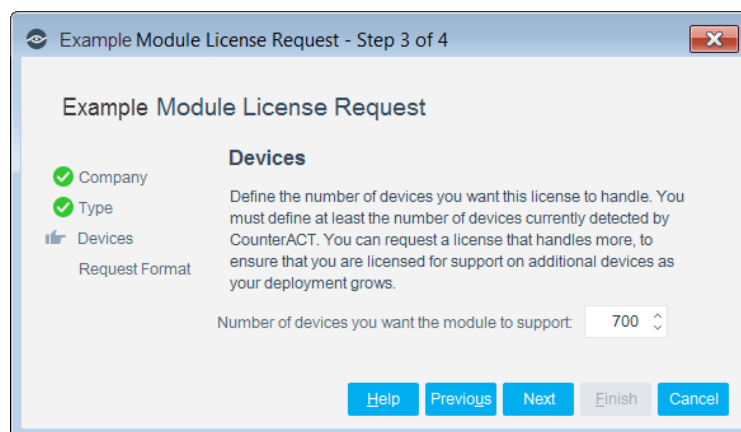 Example Module License Request - Step 3 of 4
Example Module License Request
Company
Type
Devices
Request Format
Devices
Define the number of devices you want this license to handle. You
must define at least the number of devices currently detected by
CounterACT. You can request a license that handles more, to
ensure that you are licensed for support on additional devices as
your deployment grows.
Number of devices you want the module to support: 700
Help Previous Next Finish Cancel